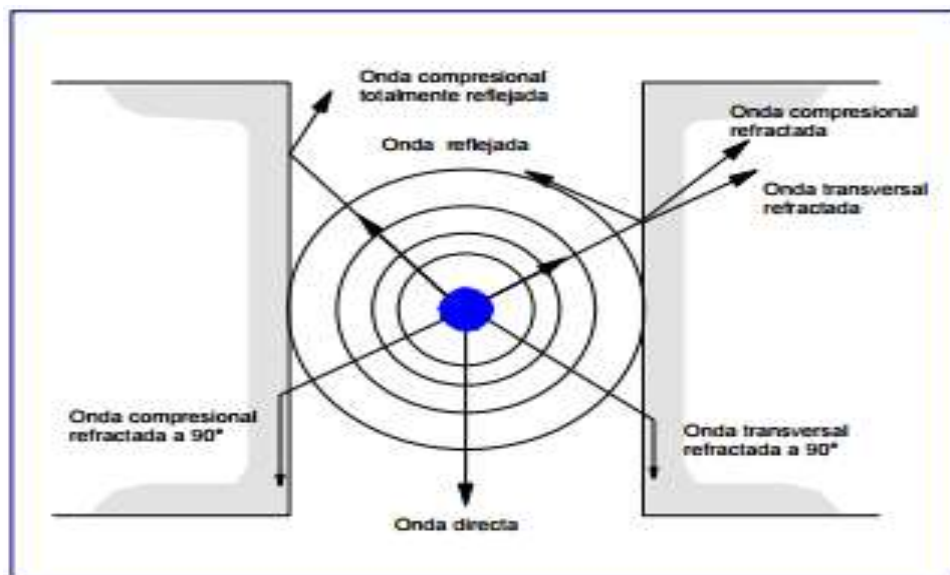 Onda compresional
totalmente reflejada
Onda reflejada
Onda compresional
refractada
Onda transversal
refractada
Onda compresional
refractada a 90°
Onda transversal
refractada a 90°
Onda directa